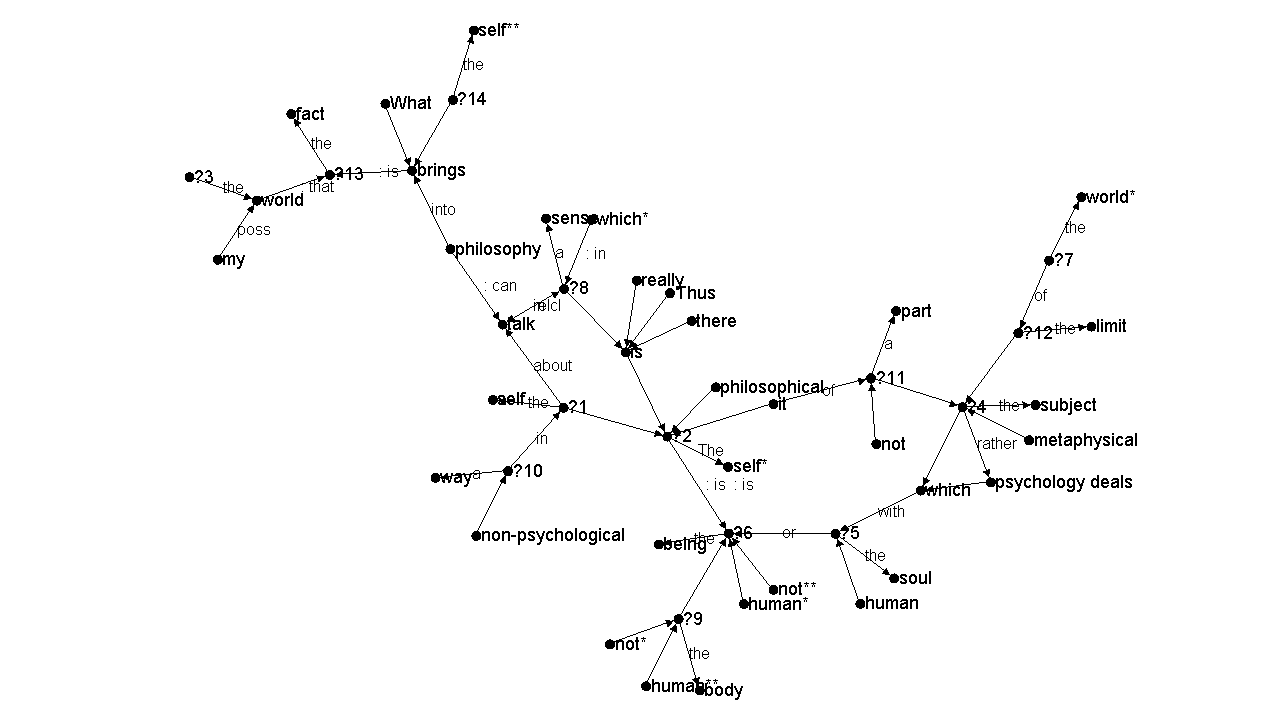 self**
the
?14
What
fact
the
?3
the
world
that
?13
: is
brings
my
poss
into
philosophy
: can
sens
which*
a
: in
?8
talk
really
Thus
there
is
about
self
the
?1
in
way
a
?10
non-psychological
philosophical
it
of
?2
The
self*
: is : is
part
a
?11
not
world*
the
?7
of
?12
the
limit
?4
the
subject
metaphysical
rather
psychology deals
which
with
?5
or
?6
the
being
the
soul
human
not**
human*
?9
not*
the
human**
body